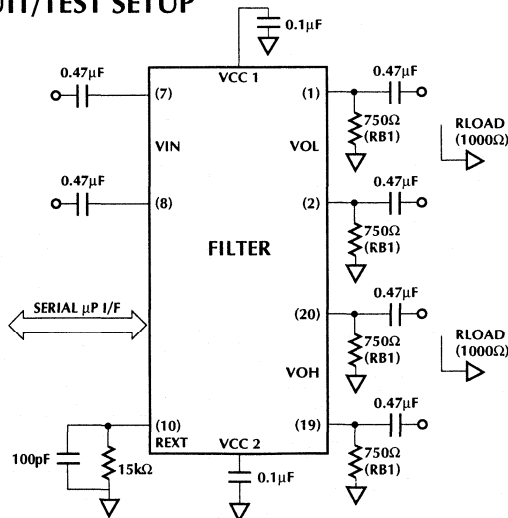 UIT/TEST SETUP
0.1µF
VCC 1
0.47µF
(7)
(1)
0.47µF
750Ω
(RB1)
RLOAD
(1000Ω)
VIN
VOL
0.47µF
(8)
(2)
0.47µF
750Ω
(RB1)
FILTER
SERIAL µP I/F
(20)
0.47µF
750Ω
(RB1)
RLOAD
(1000Ω)
VOH
(10)
REXT
(19)
0.47µF
750Ω
(RB1)
100pF
15kΩ
VCC 2
0.1µF